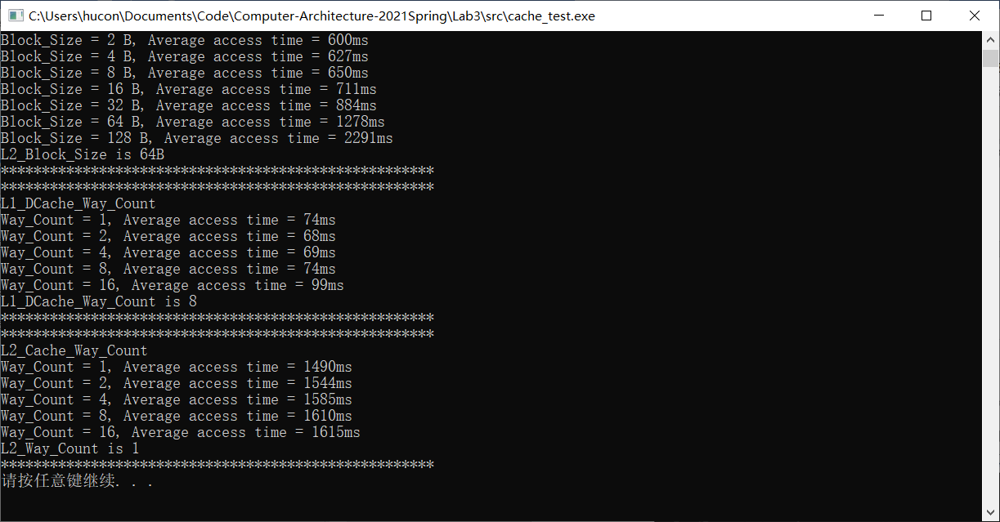 C:\Users\hucon\Documents\Code\Computer-Architecture-2021Spring\Lab3\src\cache_test.exe
Block_Size = 2 B, Average access time = 600ms
Block_Size = 4 B, Average access time = 627ms
Block_Size = 8 B, Average access time = 650ms
Block_Size = 16 B, Average access time = 711ms
Block_Size = 32 B, Average access time = 884ms
Block_Size = 64 B, Average access time = 1278ms
Block_Size = 128 B, Average access time = 2291ms
L2_Block_Size is 64B
*****************************************************
*****************************************************
L1_DCache_Way_Count
Way_Count = 1, Average access time = 74ms
Way_Count = 2, Average access time = 68ms
Way_Count = 4, Average access time = 69ms
Way_Count = 8, Average access time = 74ms
Way_Count = 16, Average access time = 99ms
L1_DCache_Way_Count is 8
*****************************************************
*****************************************************
L2_Cache_Way_Count
Way_Count = 1, Average access time = 1490ms
Way_Count = 2, Average access time = 1544ms
Way_Count = 4, Average access time = 1585ms
Way_Count = 8, Average access time = 1610ms
Way_Count = 16, Average access time = 1615ms
L2_Way_Count is 1
*****************************************************
请按任意键继续. . .